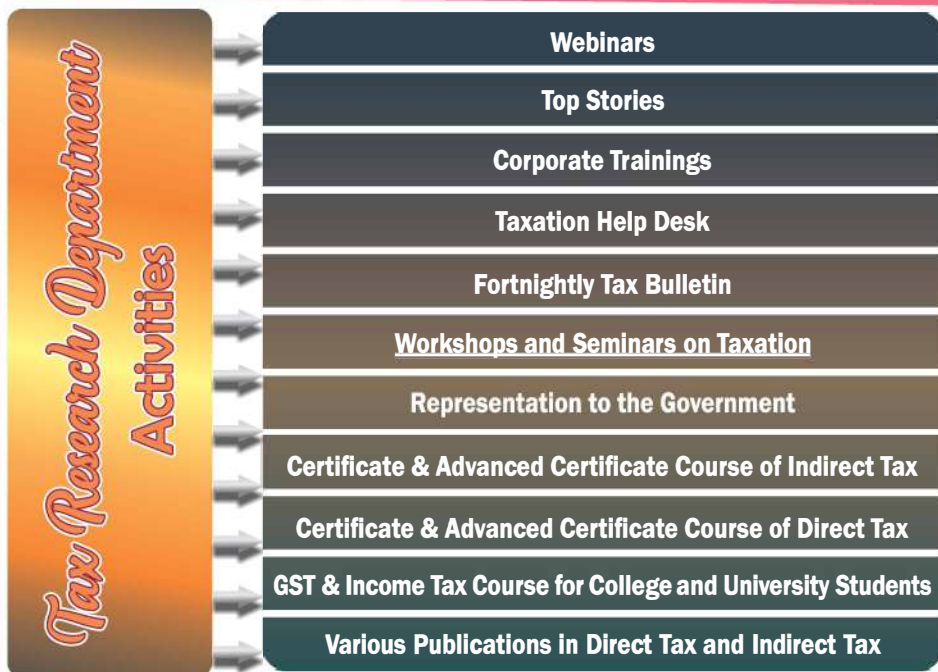 Tax Research Department
Activities
Webinars
Top Stories
Corporate Trainings
Taxation Help Desk
Fortnightly Tax Bulletin
Workshops and Seminars on Taxation
Representation to the Government
Certificate & Advanced Certificate Course of Indirect Tax
Certificate & Advanced Certificate Course of Direct Tax
GST & Income Tax Course for College and University Students
Various Publications in Direct Tax and Indirect Tax